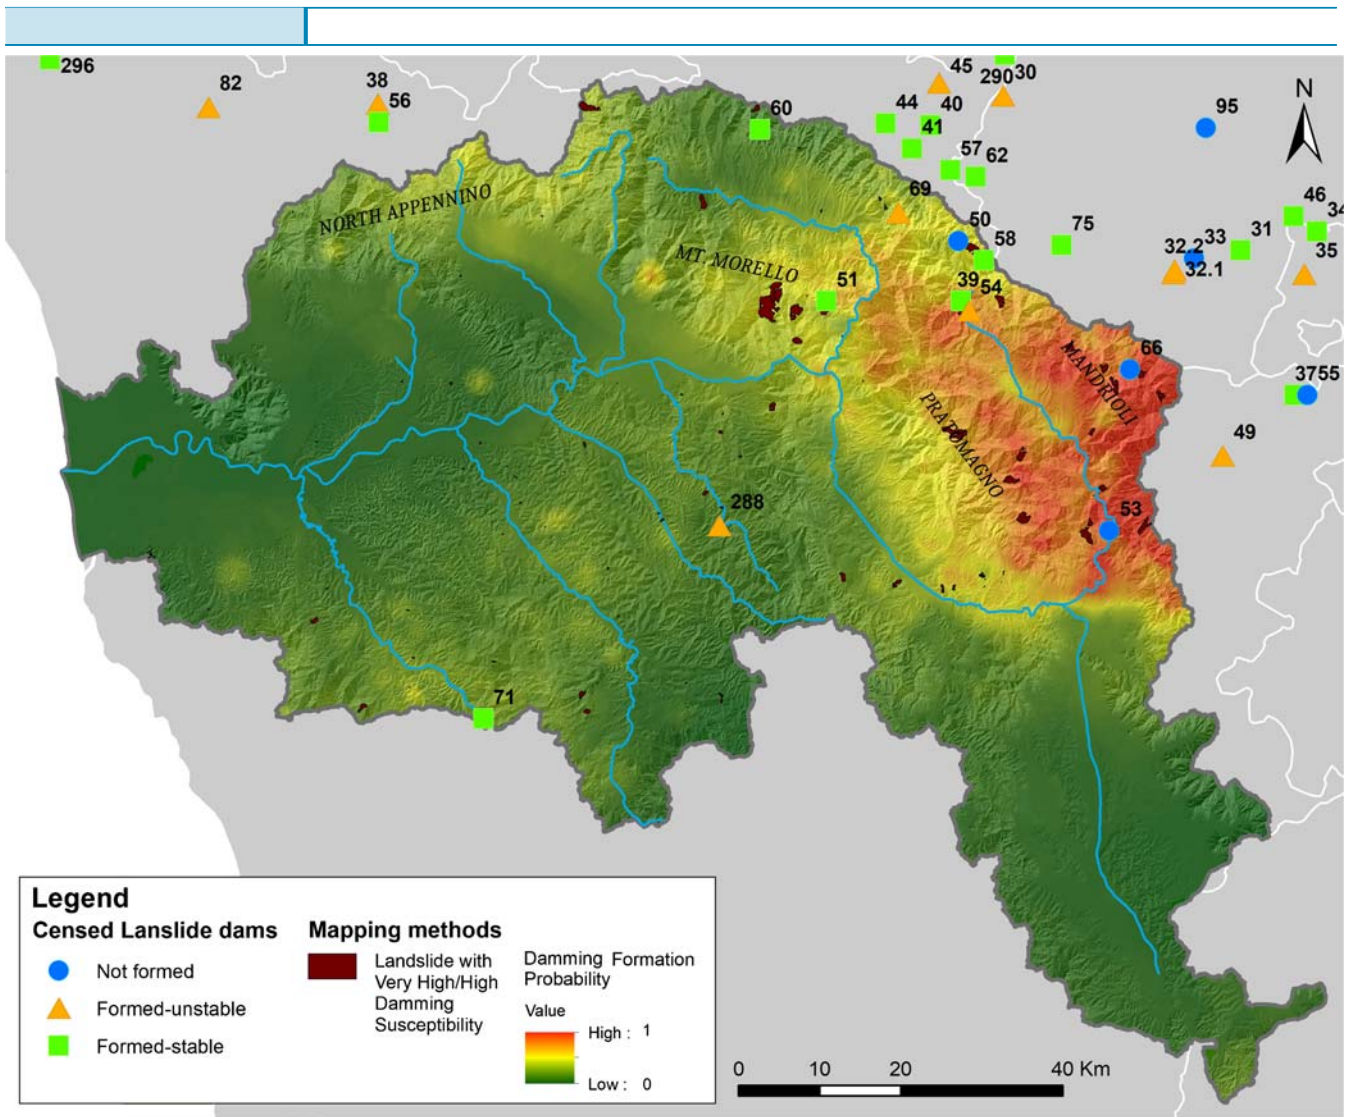 296
82
38
56
60
45
290
30
44
40
41
57
62
95
N
69
50
58
75
46
34
31
33
32.2
32.1
35
NORTH APPENNINO
MT. MORELLO
51
39
54
MANDRIOLI
66
3755
PRATOMAGNO
49
288
53
71
Legend
Censed Lanslide dams
Not formed
Formed-unstable
Formed-stable
Mapping methods
Landslide with
Very High/High
Damming
Susceptibility
Damming Formation
Probability
Value
High : 1
Low : 0
0 10 20 40 Km